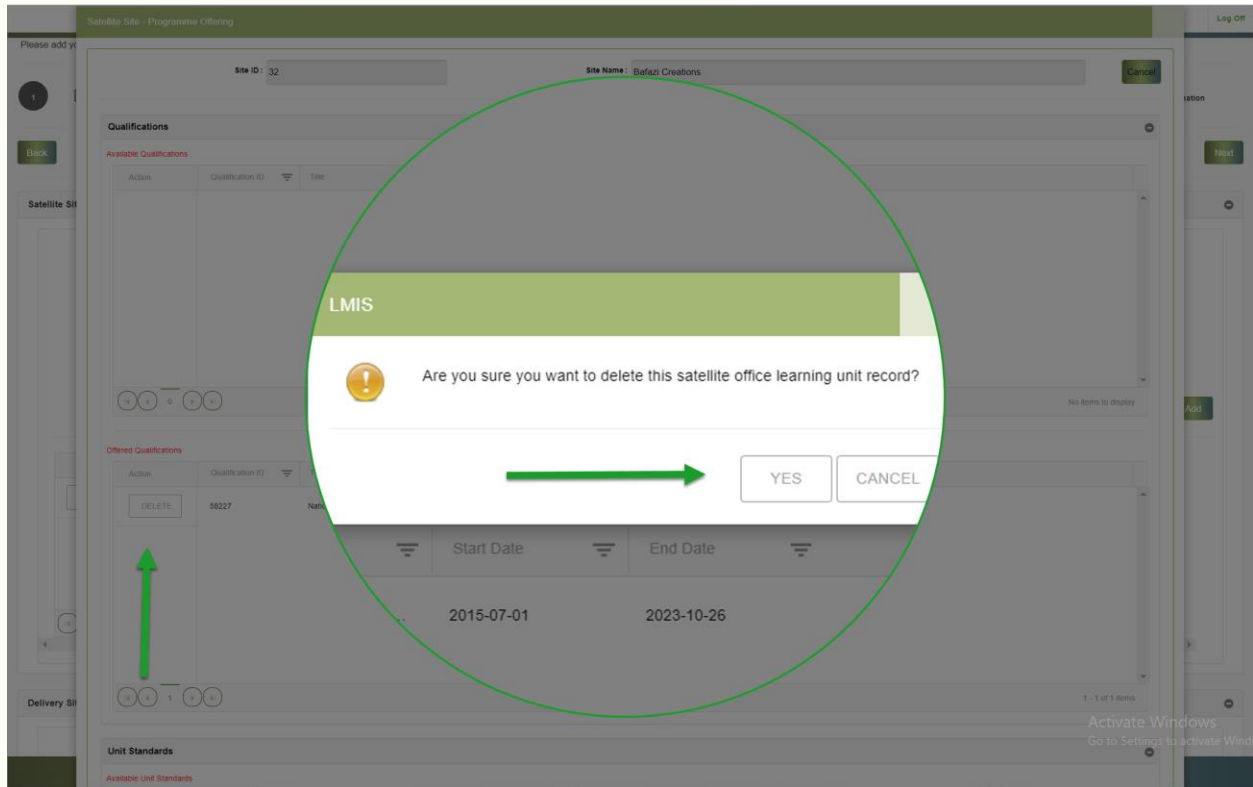 Satellite Site - Programme Offering
Log Off
Please add
Site ID : 32
Site Name : Bafazi Creations
Cancel
1
Back
Next
Qualifications
Available Qualifications
Action Qualification ID Title
Satellite
0
No items to display
Add
LMIS
Are you sure you want to delete this satellite office learning unit record?
YES CANCEL
Offered Qualifications
Action Qualification ID
DELETE 58227
Start Date End Date
2015-07-01 2023-10-26
1
1 - 1 of 1 items
Delivery
Activate Windows
Go to Settings to activate
Unit Standards
Available Unit Standards